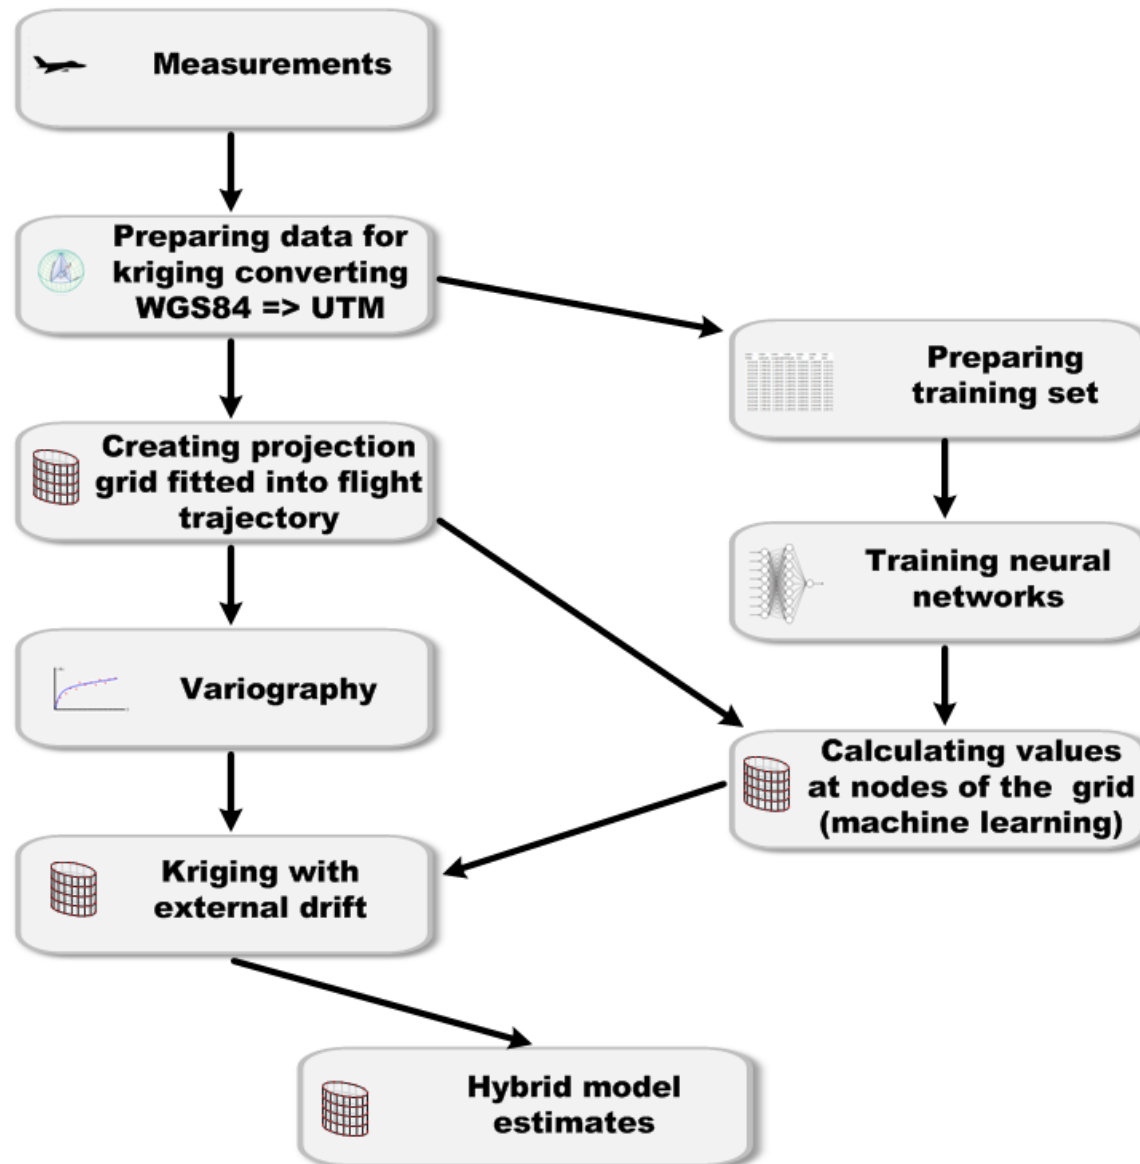 Measurements
Preparing data for
kriging converting
WGS84 => UTM
Creating projection
grid fitted into flight
trajectory
Variography
Kriging with
external drift
Preparing
training set
Training neural
networks
Calculating values
at nodes of the grid
(machine learning)
Hybrid model
estimates